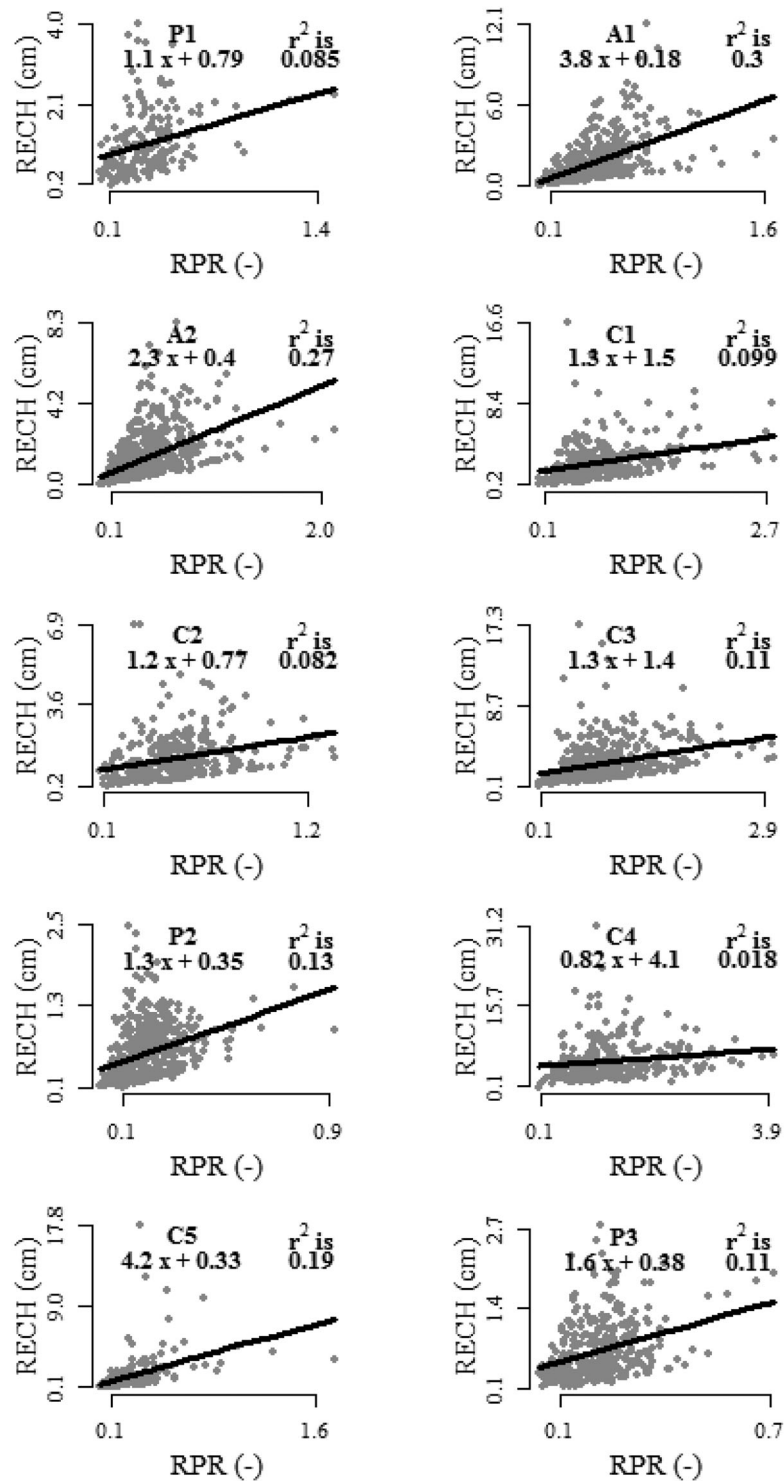 P1
1.1 x + 0.79
r² is
0.085
RECH (cm)
4.0
2.1
0.2
0.1
1.4
RPR (-)
A1
3.8x + 0.18
r² is
0.3
RECH (cm)
12.1
6.0
0.0
0.1
1.6
RPR (-)
A2
2.3 x + 0.4
r² is
0.27
RECH (cm)
8.3
4.2
0.0
0.1
2.0
RPR (-)
C1
1.3 x + 1.5
r² is
0.099
RECH (cm)
16.6
8.4
0.2
0.1
2.7
RPR (-)
C2
1.2 x + 0.77
r² is
0.082
RECH (cm)
6.9
3.6
0.2
0.1
1.2
RPR (-)
C3
1.3 x + 1.4
r² is
0.11
RECH (cm)
17.3
8.7
0.1
0.1
2.9
RPR (-)
P2
1.3 x + 0.35
r² is
0.13
RECH (cm)
2.5
1.3
0.1
0.1
0.9
RPR (-)
C4
0.82 x + 4.1
r² is
0.018
RECH (cm)
31.2
15.7
0.1
0.1
3.9
RPR (-)
C5
4.2 x + 0.33
r² is
0.19
RECH (cm)
17.8
9.0
0.1
0.1
1.6
RPR (-)
P3
1.6 x + 0.38
r² is
0.11
RECH (cm)
2.7
1.4
0.1
0.1
0.7
RPR (-)